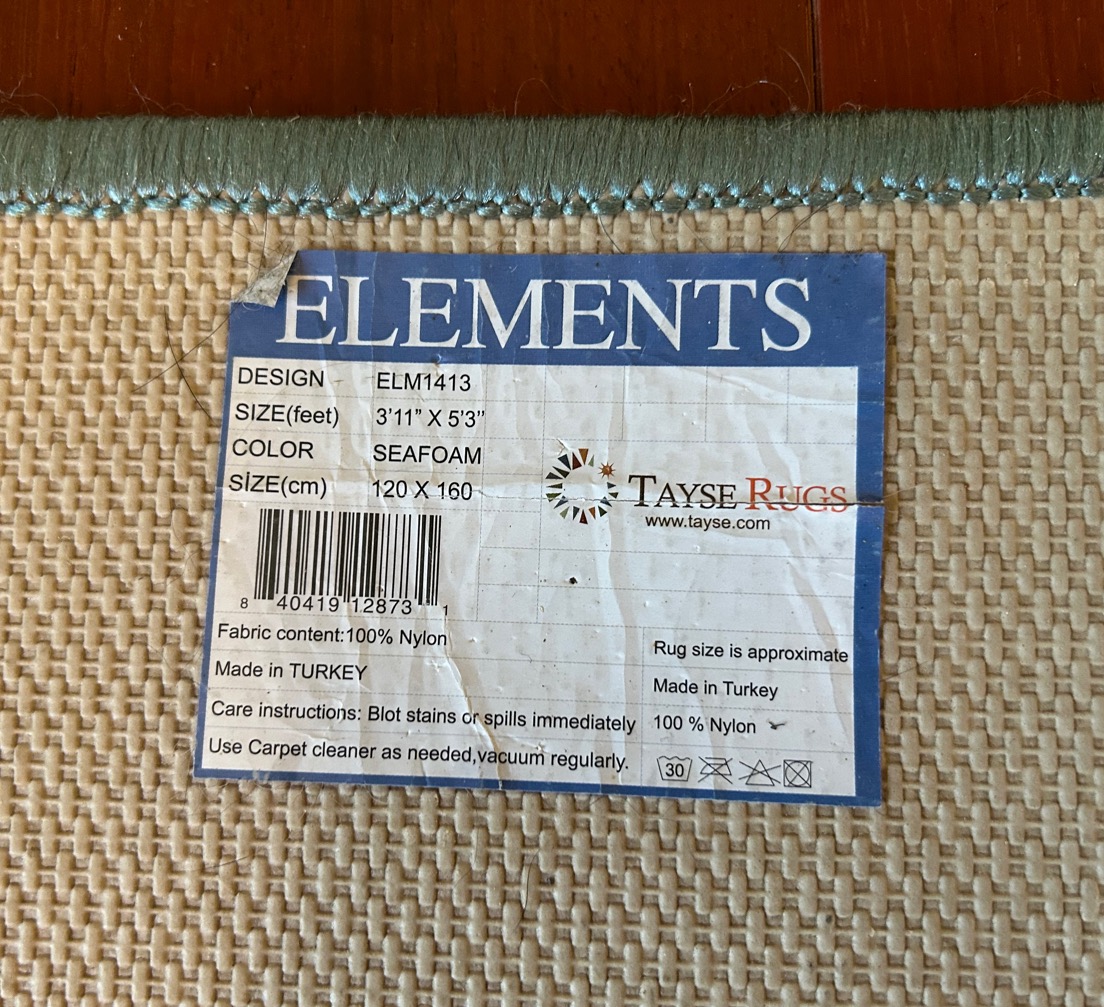 ELEMENTS
DESIGN ELM1413
SIZE(feet) 3'11" X 5'3"
COLOR SEAFOAM
SİZE(cm) 120 X 160
TAYSE RUGS
www.tayse.com
8 40419 12873 1
Fabric content:100% Nylon
Made in TURKEY
Care instructions: Blot stains or spills immediately
Use Carpet cleaner as needed,vacuum regularly.
Rug size is approximate
Made in Turkey
100 % Nylon
30